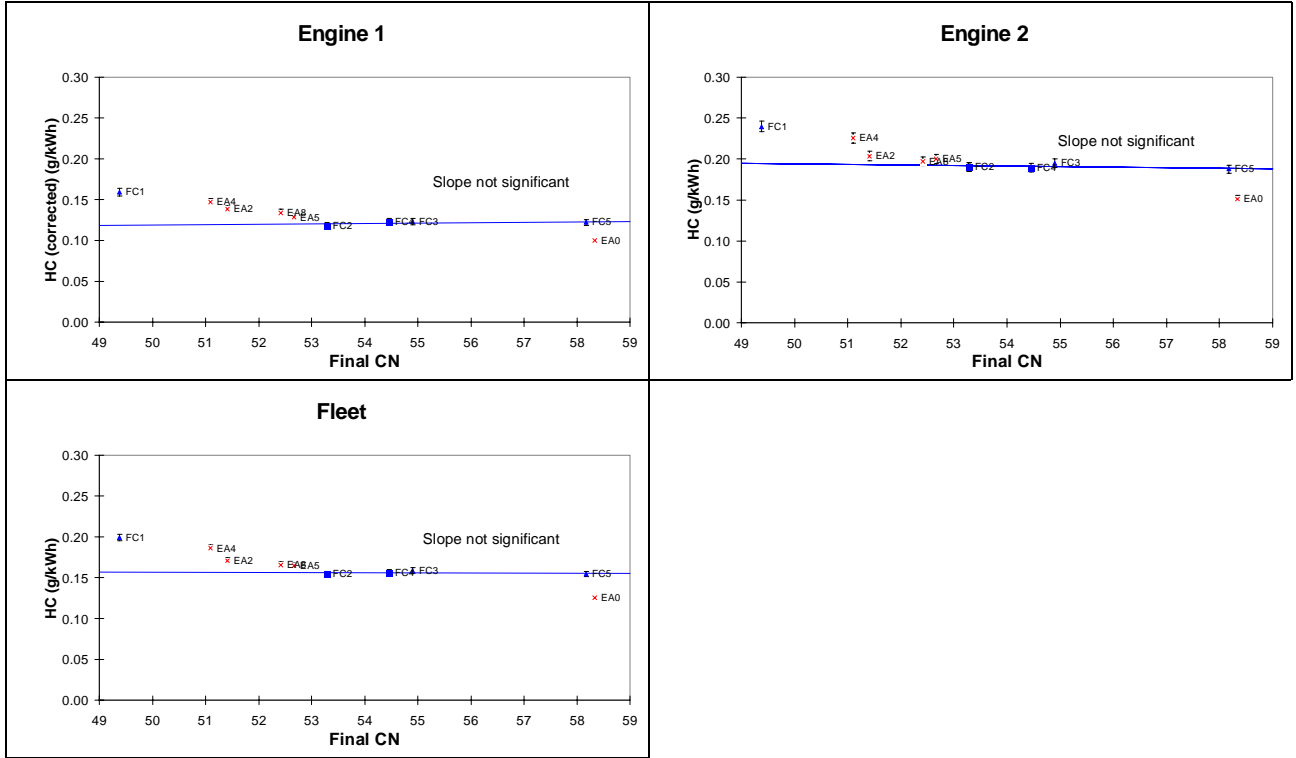 Engine 1
HC (corrected) (g/kWh)
0.30
0.25
0.20
0.15
0.10
0.05
0.00
FC1
EA4
EA2
EA8
EA5
FC2
FC4
FC3
FC5
EA0
Slope not significant
49 50 51 52 53 54 55 56 57 58 59
Final CN
Engine 2
HC (g/kWh)
0.30
0.25
0.20
0.15
0.10
0.05
0.00
FC1
EA4
EA2
EA5
FC2
FC4
FC3
FC5
EA0
Slope not significant
49 50 51 52 53 54 55 56 57 58 59
Final CN
Fleet
HC (g/kWh)
0.30
0.25
0.20
0.15
0.10
0.05
0.00
FC1
EA4
EA2
EA5
FC2
FC4
FC3
FC5
EA0
Slope not significant
49 50 51 52 53 54 55 56 57 58 59
Final CN